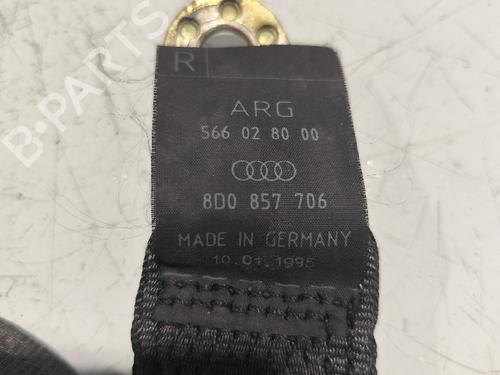 R
ARG
566 02 80 00
8D0 857 706
MADE IN GERMANY
10.01.1995
B-PARTS